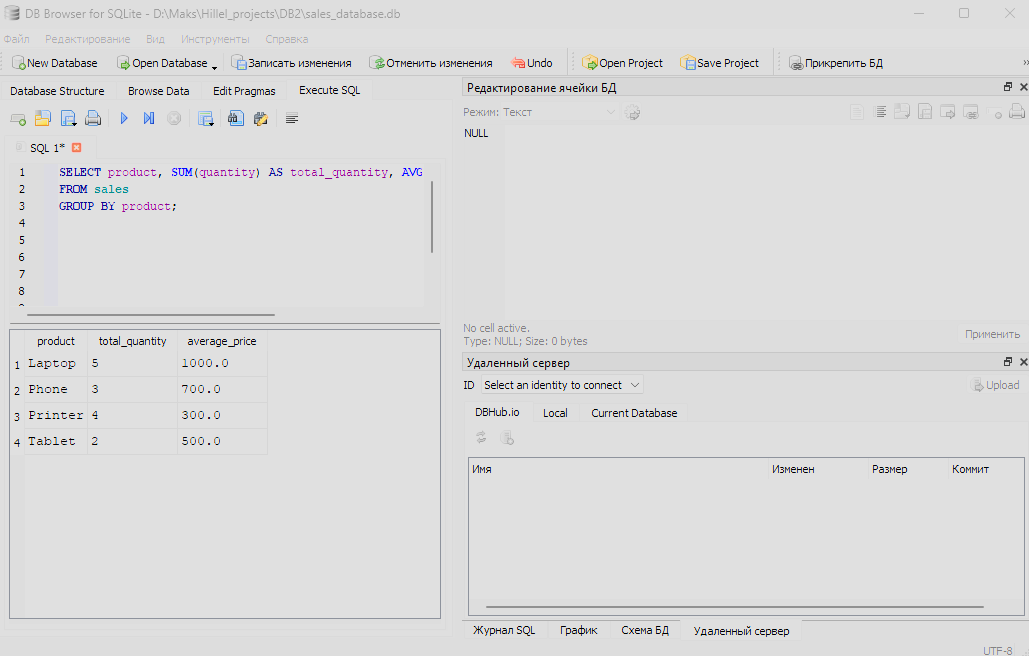 DB Browser for SQLite - D:\Maks\Hillel_projects\DB2\sales_database.db
Файл Редактирование Вид Инструменты Справка
New Database Open Database Записать изменения Отменить изменения Undo Open Project Save Project Прикрепить БД »
Database Structure Browse Data Edit Pragmas Execute SQL
SQL 1*
1 SELECT product, SUM(quantity) AS total_quantity, AVG
2 FROM sales
3 GROUP BY product;
4
5
6
7
8
product total_quantity average_price
1 Laptop 5 1000.0
2 Phone 3 700.0
3 Printer 4 300.0
4 Tablet 2 500.0
Редактирование ячейки БД
Режим: Текст
NULL
No cell active.
Type: NULL; Size: 0 bytes
Применить
Удаленный сервер
ID Select an identity to connect Upload
DBHub.io Local Current Database
Имя Изменен Размер Коммит
Журнал SQL График Схема БД Удаленный сервер
UTF-8